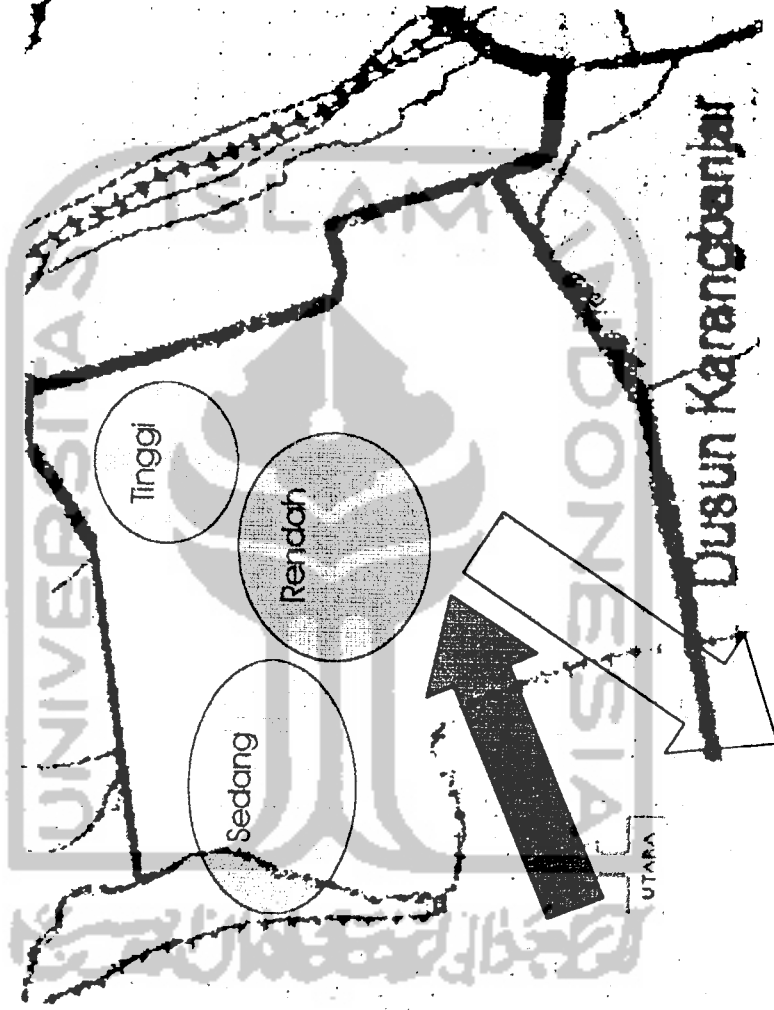 Tinggi
Rendah
Sedang
Dusun Karangbanjar
UTARA
UNIVERSITAS
ISLAM
INDONESIA